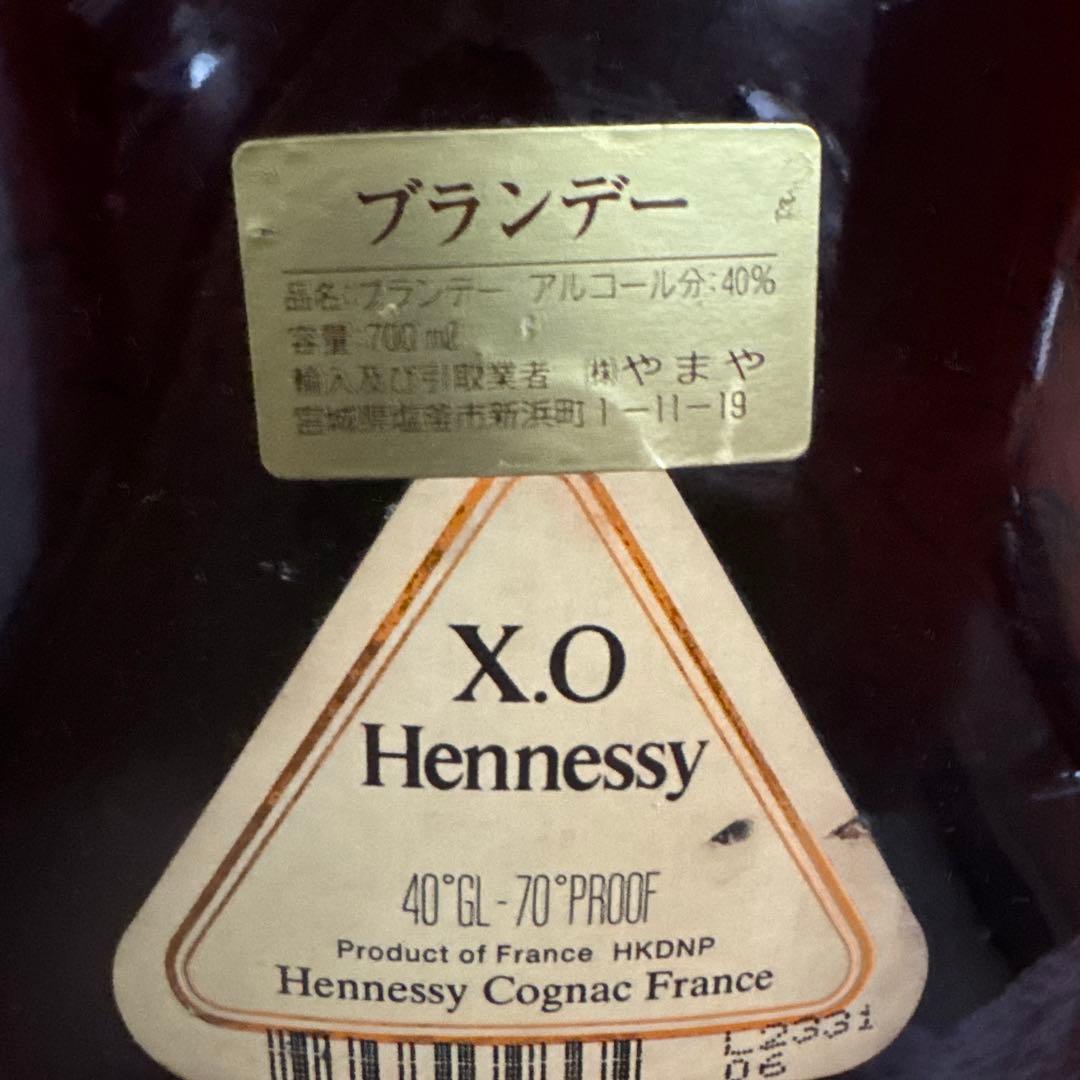 ブランデー
品名:ブランデー アルコール分:40%
容量 700 ㎖
輸入及び引取業者 ㈱やまや
宮城県塩釜市新浜町1-11-19
X.O
Hennessy
40°GL-70°PROOF
Product of France HKDNP
Hennessy Cognac France